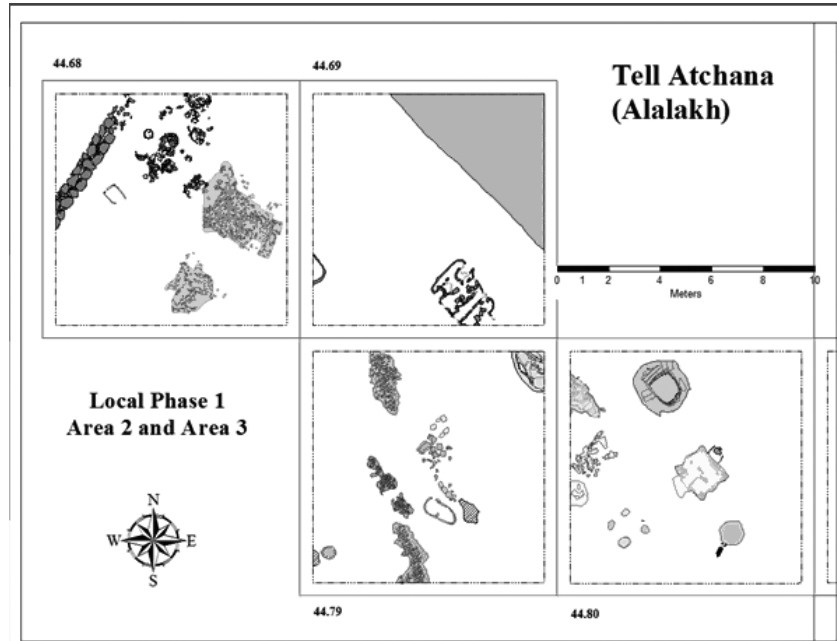 44.68
44.69
Tell Atchana
(Alalakh)
0 1 2 4 6 8 10
Meters
Local Phase 1
Area 2 and Area 3
N
W E
S
44.79
44.80